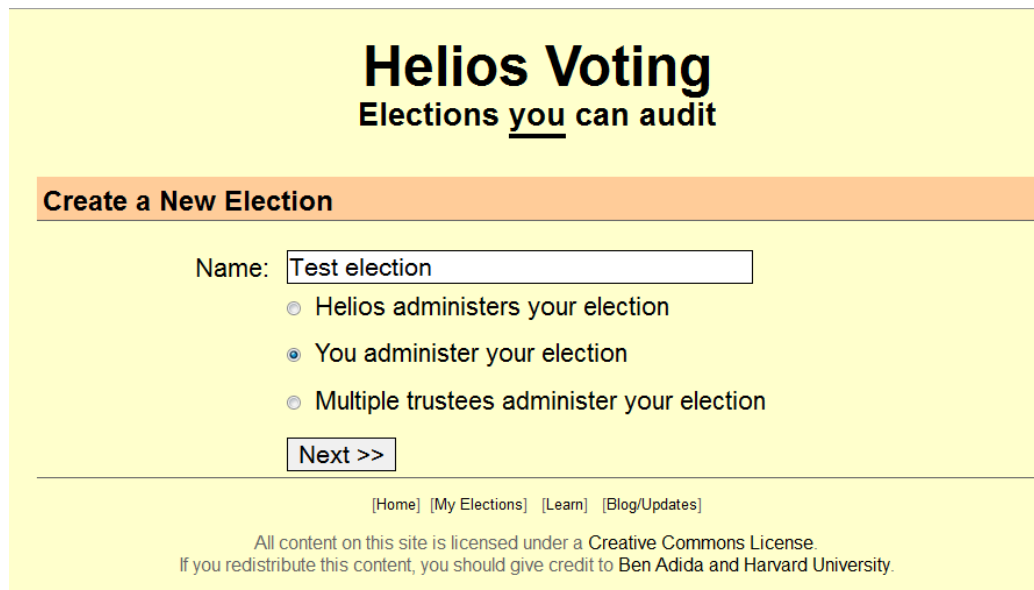 Helios Voting
Elections you can audit
Create a New Election
Name: Test election
Helios administers your election
You administer your election
Multiple trustees administer your election
Next >>
[Home] [My Elections] [Learn] [Blog/Updates]
All content on this site is licensed under a Creative Commons License.
If you redistribute this content, you should give credit to Ben Adida and Harvard University.